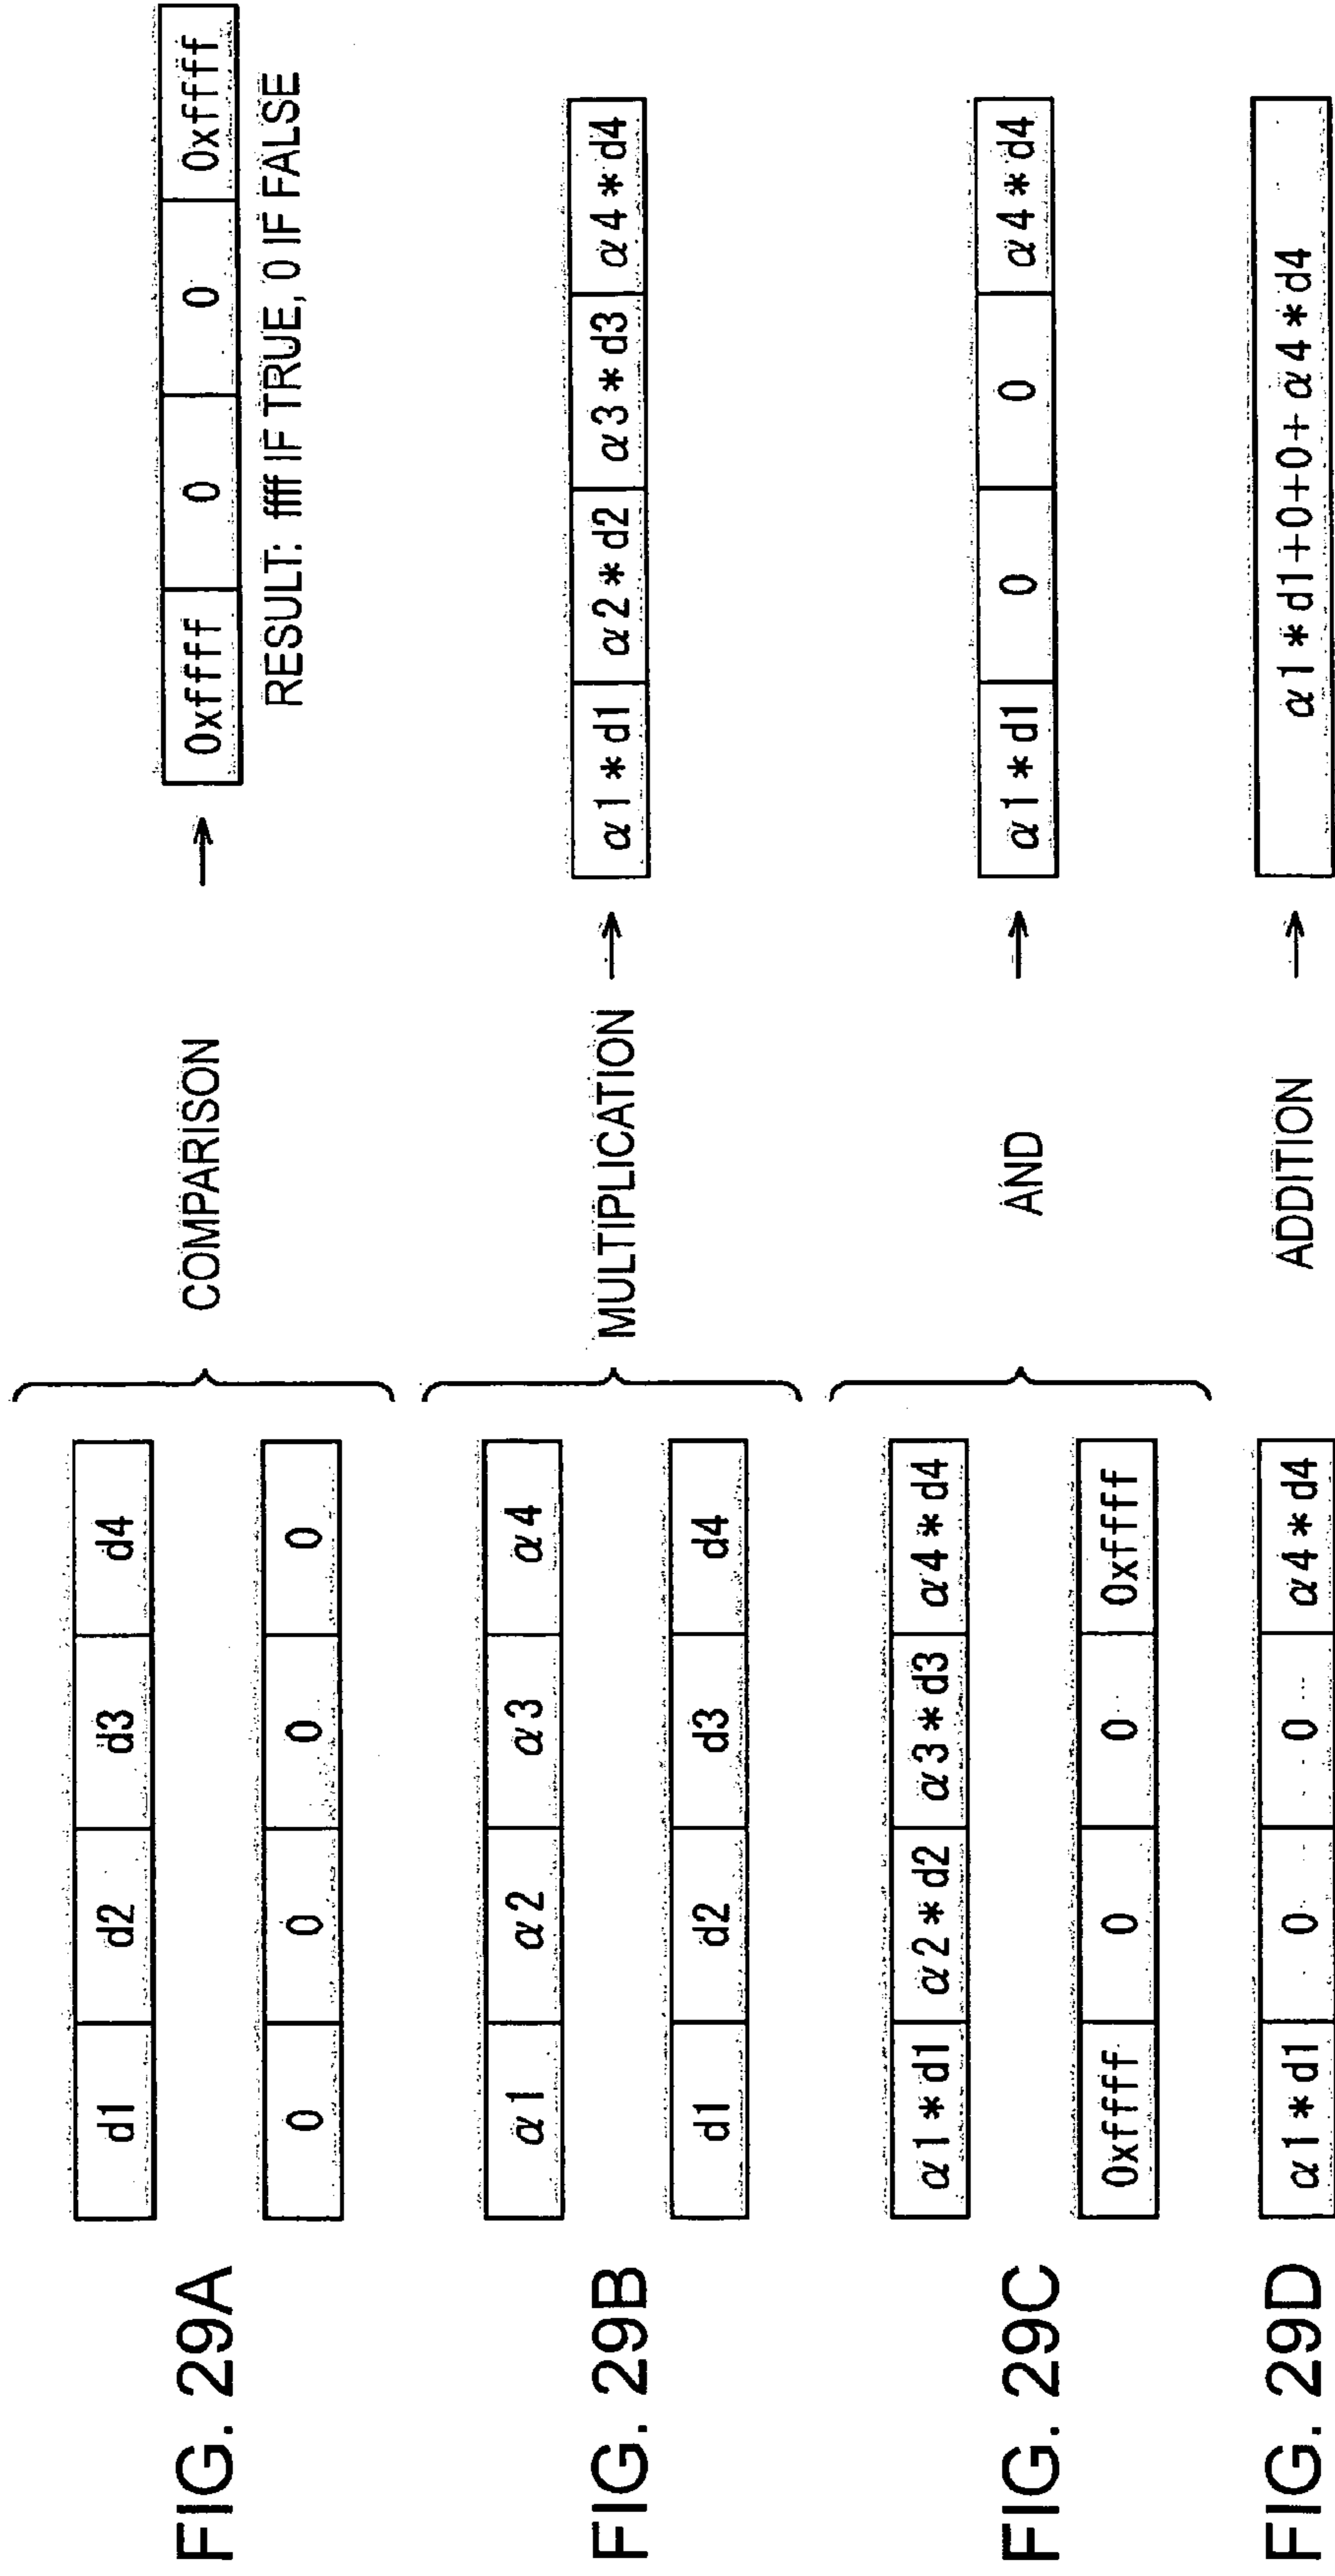 FIG. 29A
d1 d2 d3 d4
0 0 0 0
COMPARISON
→
0xffff 0 0 0xffff
RESULT: ffff IF TRUE, 0 IF FALSE
FIG. 29B
α1 α2 α3 α4
d1 d2 d3 d4
MULTIPLICATION
→
α1*d1 α2*d2 α3*d3 α4*d4
FIG. 29C
α1*d1 α2*d2 α3*d3 α4*d4
0xffff 0 0 0xffff
AND
→
α1*d1 0 0 α4*d4
FIG. 29D
α1*d1 0 0 α4*d4
ADDITION
→
α1*d1+0+0+α4*d4